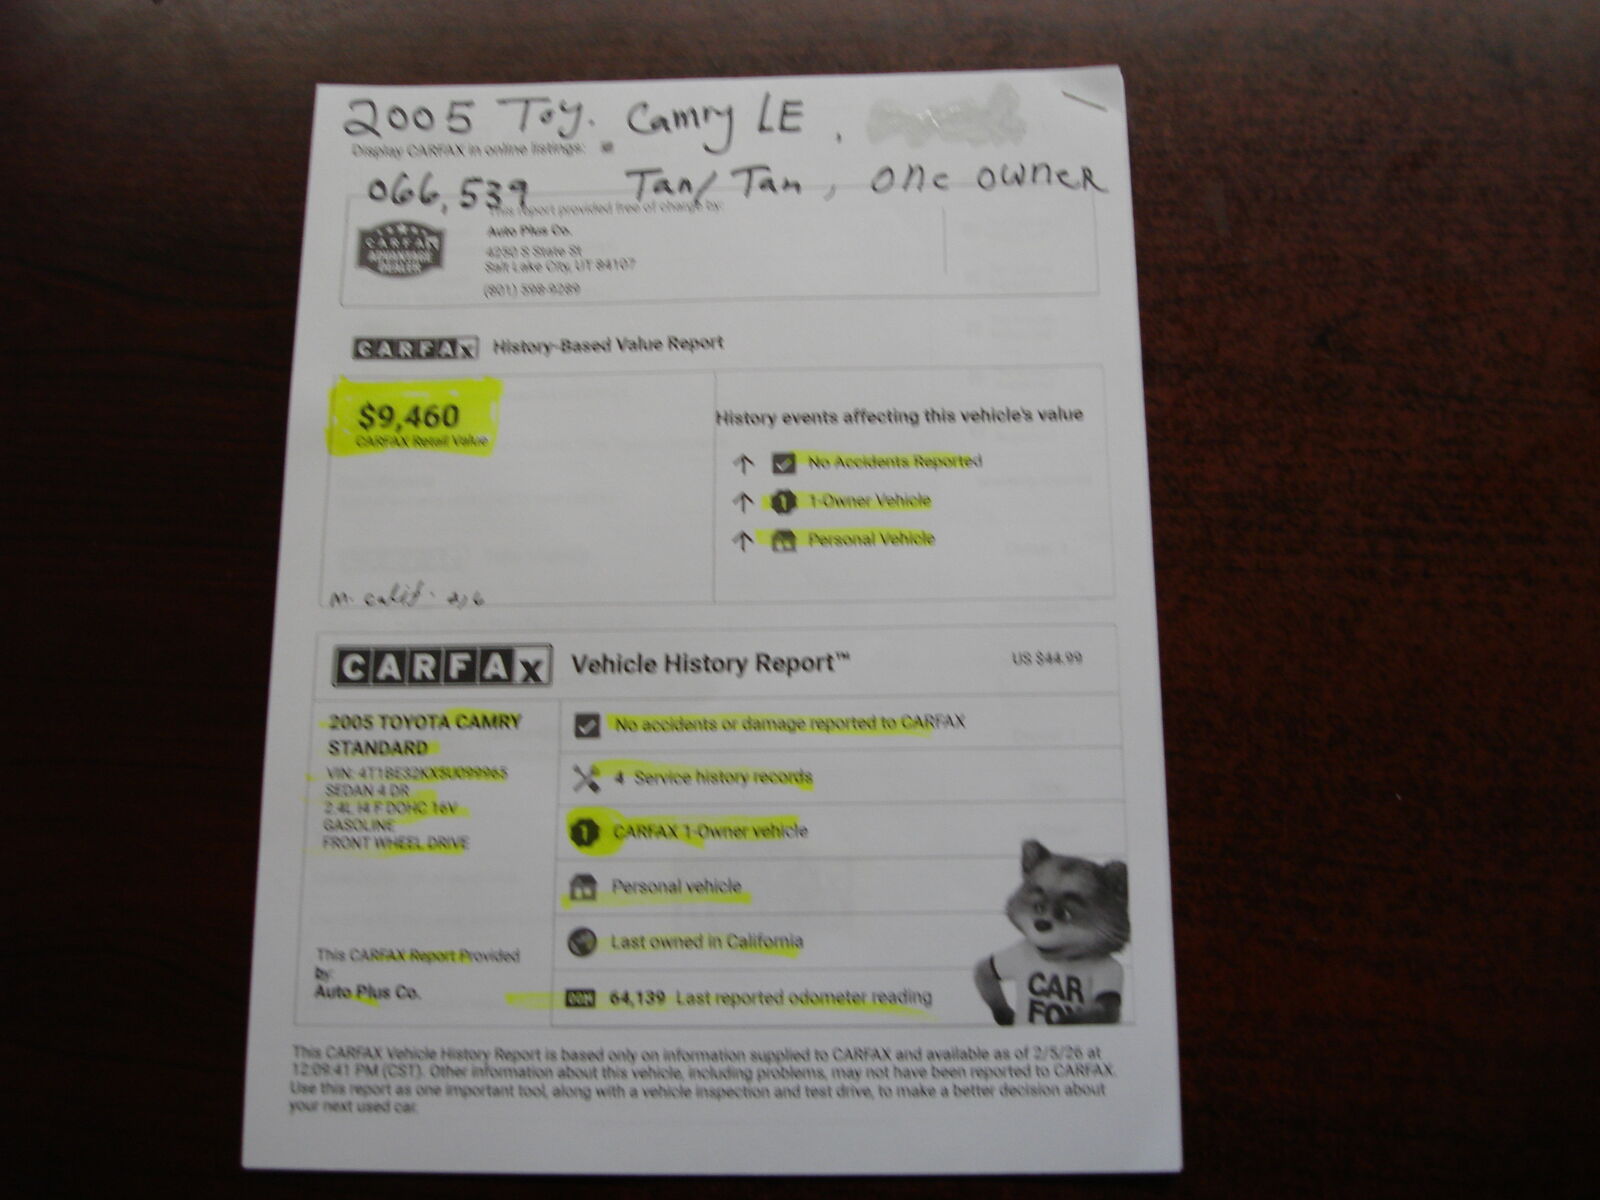 2005 Toy. Camry LE,
Display CARFAX in online listings:
066,539 Tan/Tan, one owner
This report provided free of charge by:
CARFAX
ADVANTAGE
DEALER
Auto Plus Co.
4250 S State St
Salt Lake City, UT 84107
(801) 598-9289
CARFAX History-Based Value Report
$9,460
CARFAX Retail Value
History events affecting this vehicle's value
No Accidents Reported
1 1-Owner Vehicle
Personal Vehicle
CARFAX Vehicle History Report™ US $44.99
2005 TOYOTA CAMRY
STANDARD
VIN: 4T1BE32KX5U099965
SEDAN 4 DR
2.4L I4 F DOHC 16V
GASOLINE
FRONT WHEEL DRIVE
This CARFAX Report Provided
by:
Auto Plus Co.
No accidents or damage reported to CARFAX
4 Service history records
1 CARFAX 1-Owner vehicle
Personal vehicle
Last owned in California
64,139 Last reported odometer reading
CAR
FOX
This CARFAX Vehicle History Report is based only on information supplied to CARFAX and available as of 2/5/26 at
12:09:41 PM (CST). Other information about this vehicle, including problems, may not have been reported to CARFAX.
Use this report as one important tool, along with a vehicle inspection and test drive, to make a better decision about
your next used car.